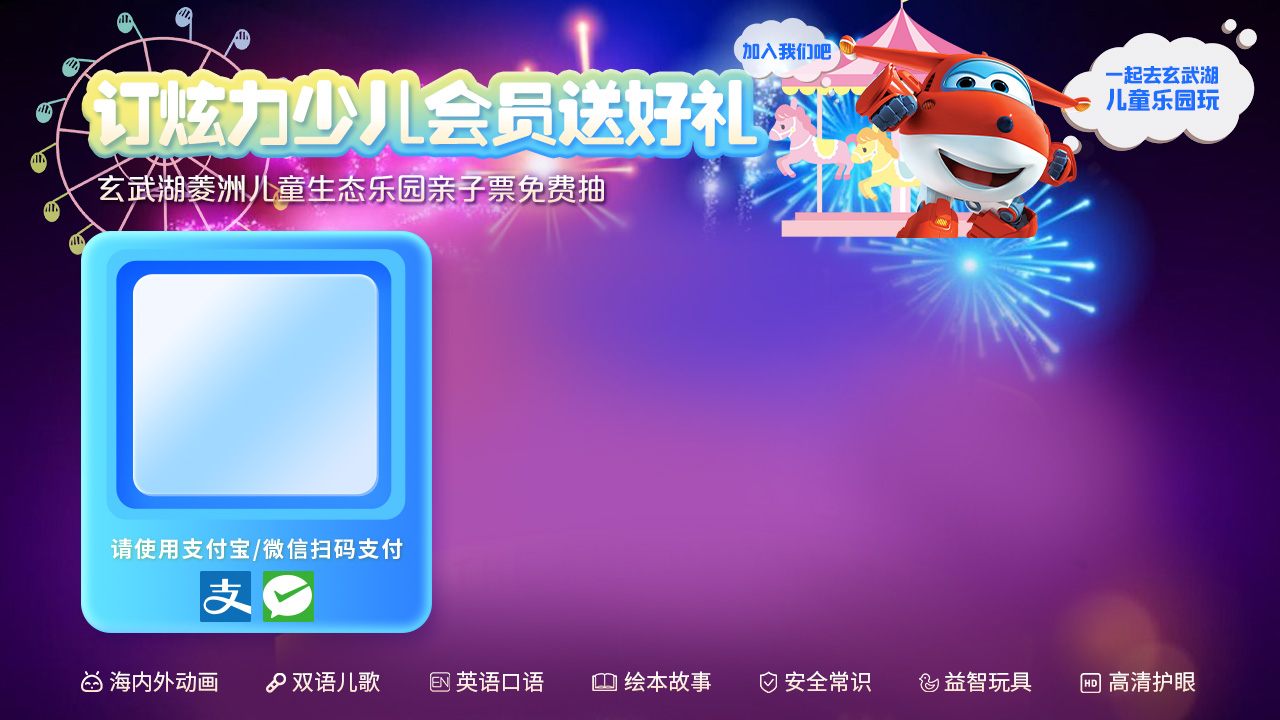 订炫力少儿会员送好礼
玄武湖菱洲儿童生态乐园亲子票免费抽
加入我们吧
一起去玄武湖
儿童乐园玩
请使用支付宝/微信扫码支付
支
海内外动画
双语儿歌
EN 英语口语
绘本故事
安全常识
益智玩具
HD 高清护眼